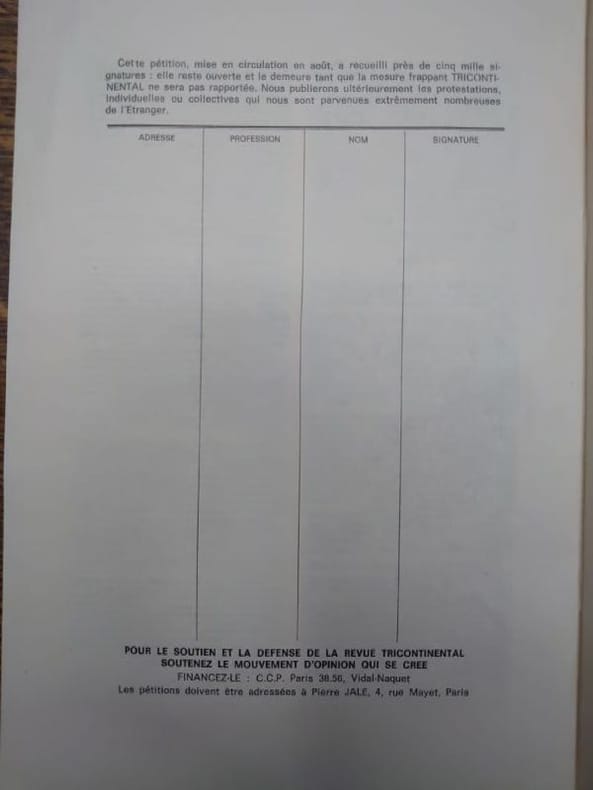 Cette pétition, mise en circulation en août, a recueilli près de cinq mille si-
gnatures : elle reste ouverte et le demeure tant que la mesure frappant TRICONTI-
NENTAL ne sera pas rapportée. Nous publierons ultérieurement les protestations,
individuelles ou collectives qui nous sont parvenues extrêmement nombreuses
de l'Etranger.
ADRESSE PROFESSION NOM SIGNATURE
POUR LE SOUTIEN ET LA DEFENSE DE LA REVUE TRICONTINENTAL
SOUTENEZ LE MOUVEMENT D'OPINION QUI SE CREE
FINANCEZ-LE : C.C.P. Paris 38.56, Vidal-Naquet
Les pétitions doivent être adressées à Pierre JALE, 4, rue Mayet, Paris